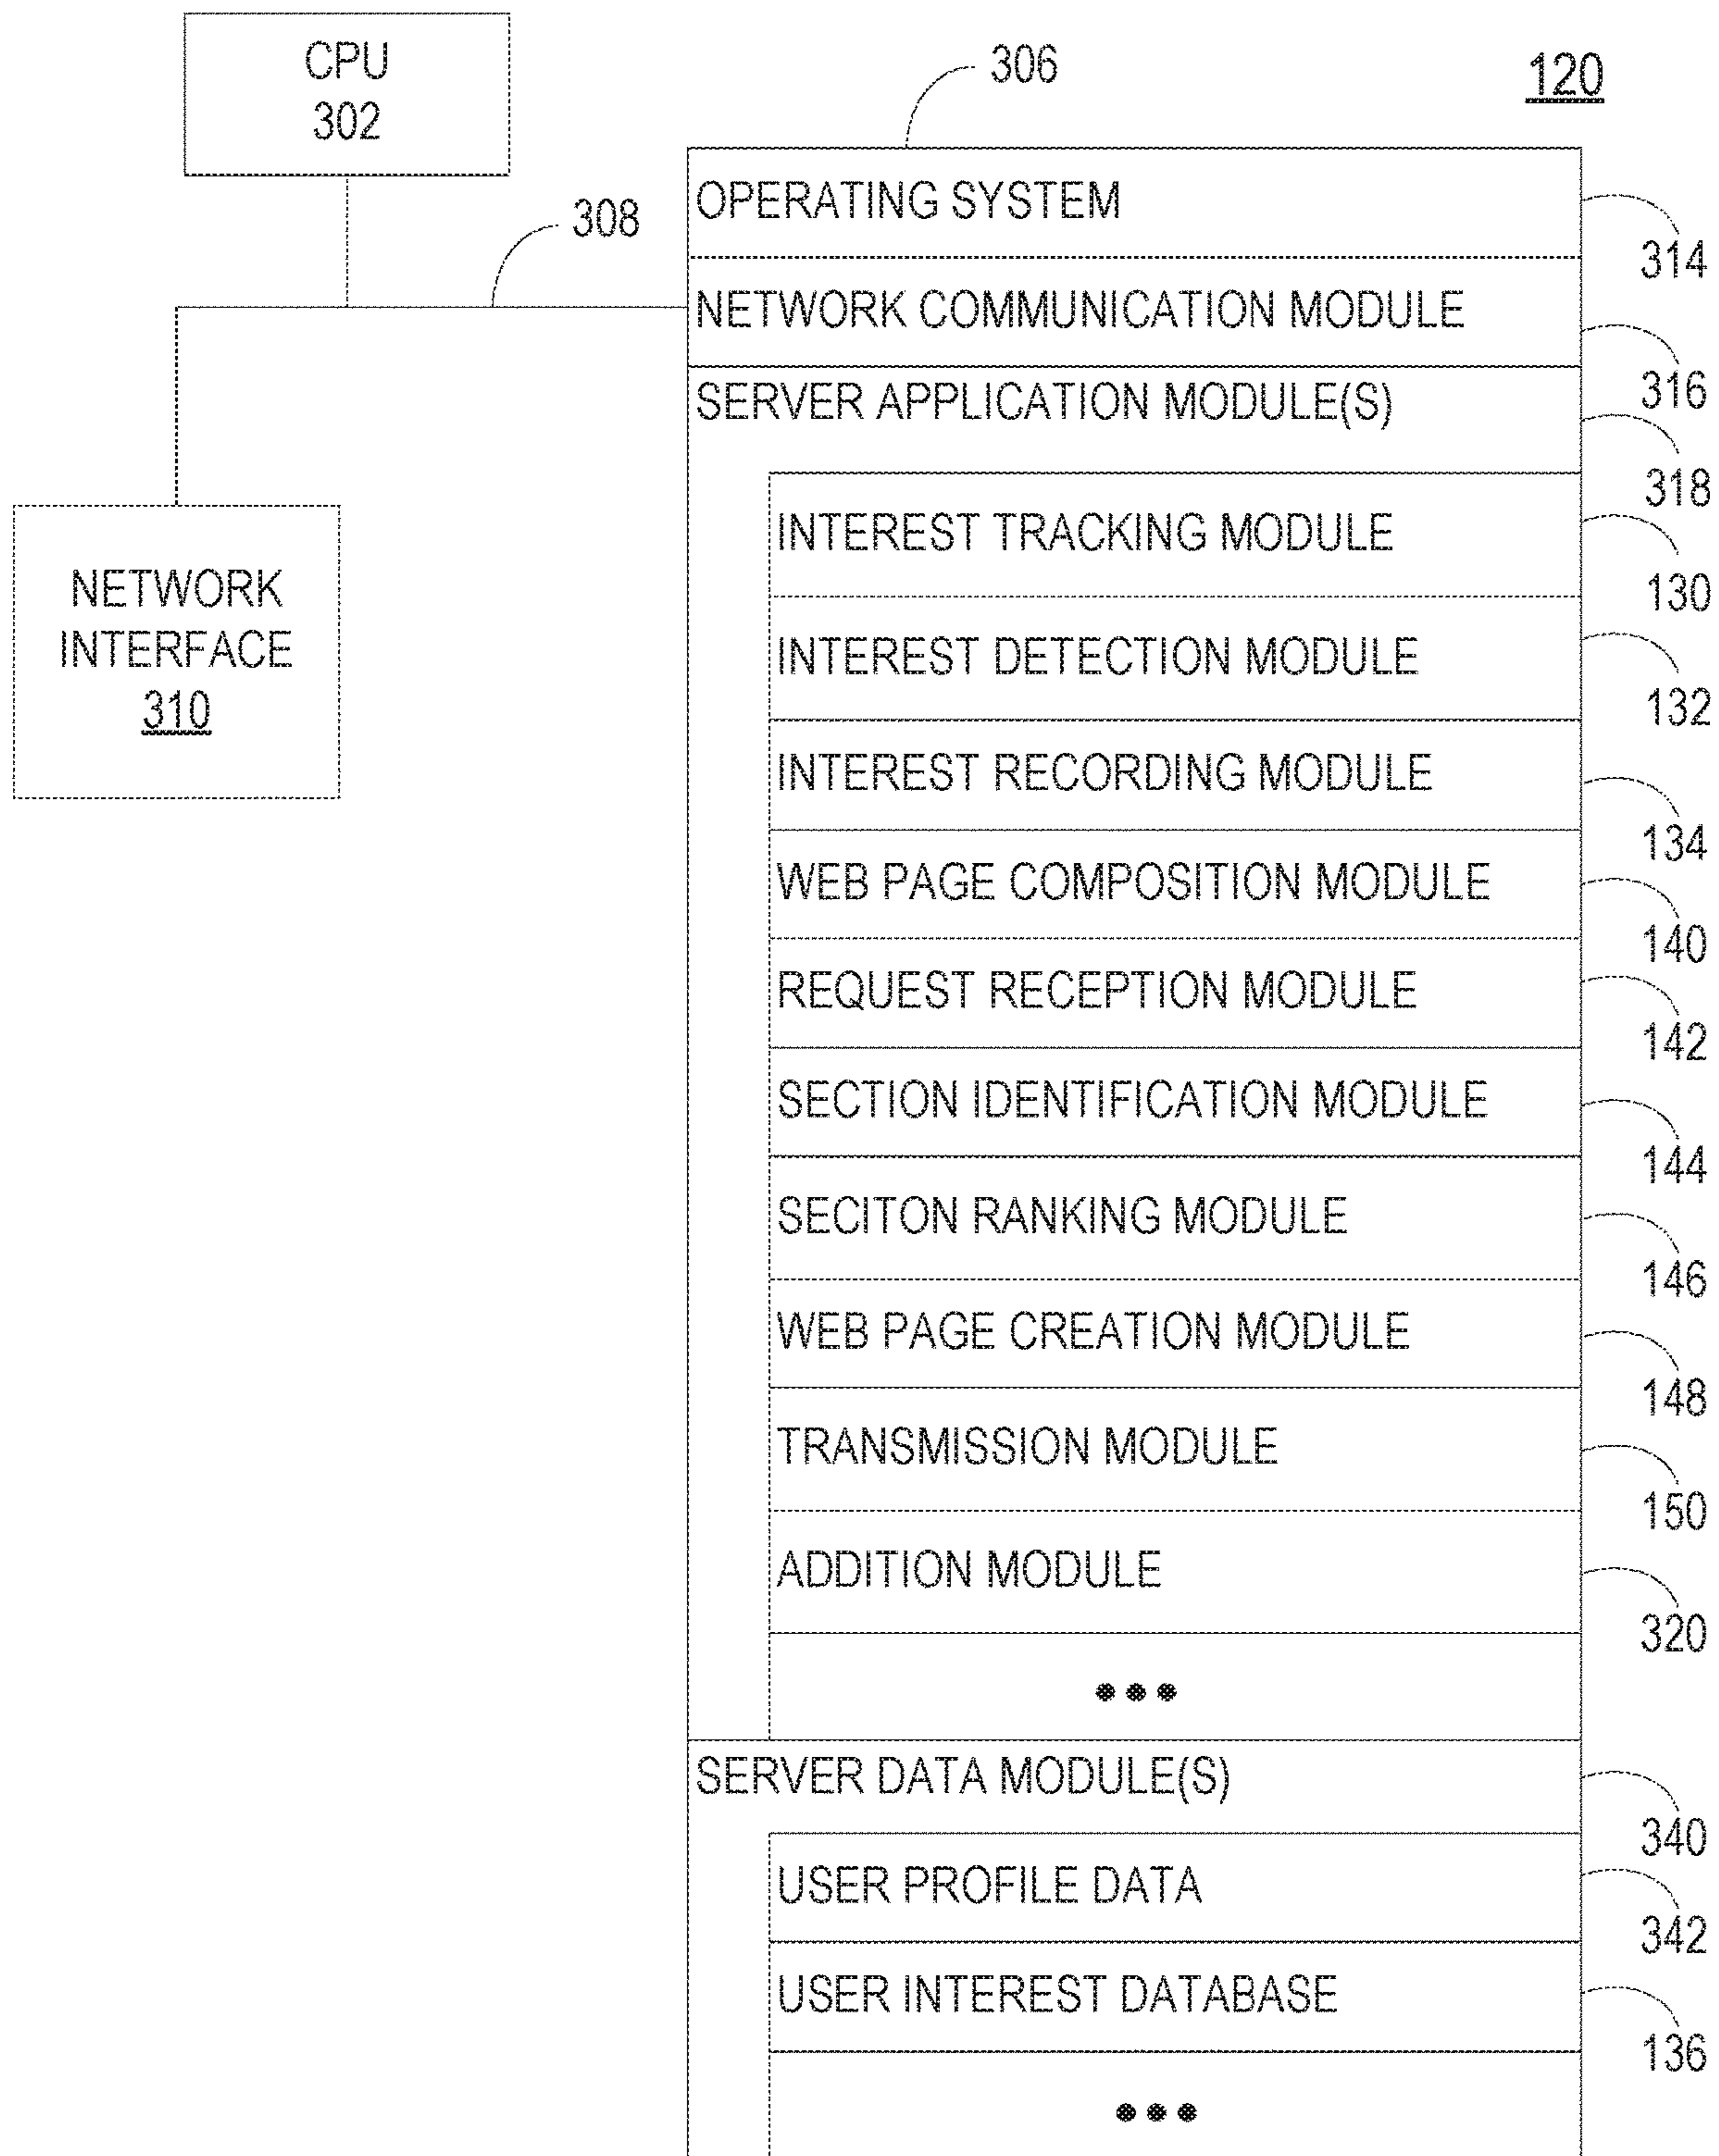 CPU
302
306
120
308
OPERATING SYSTEM
314
NETWORK COMMUNICATION MODULE
316
SERVER APPLICATION MODULE(S)
318
NETWORK
INTERFACE
310
INTEREST TRACKING MODULE
130
INTEREST DETECTION MODULE
132
INTEREST RECORDING MODULE
134
WEB PAGE COMPOSITION MODULE
140
REQUEST RECEPTION MODULE
142
SECTION IDENTIFICATION MODULE
144
SECITON RANKING MODULE
146
WEB PAGE CREATION MODULE
148
TRANSMISSION MODULE
150
ADDITION MODULE
320
•••
SERVER DATA MODULE(S)
340
USER PROFILE DATA
342
USER INTEREST DATABASE
136
•••